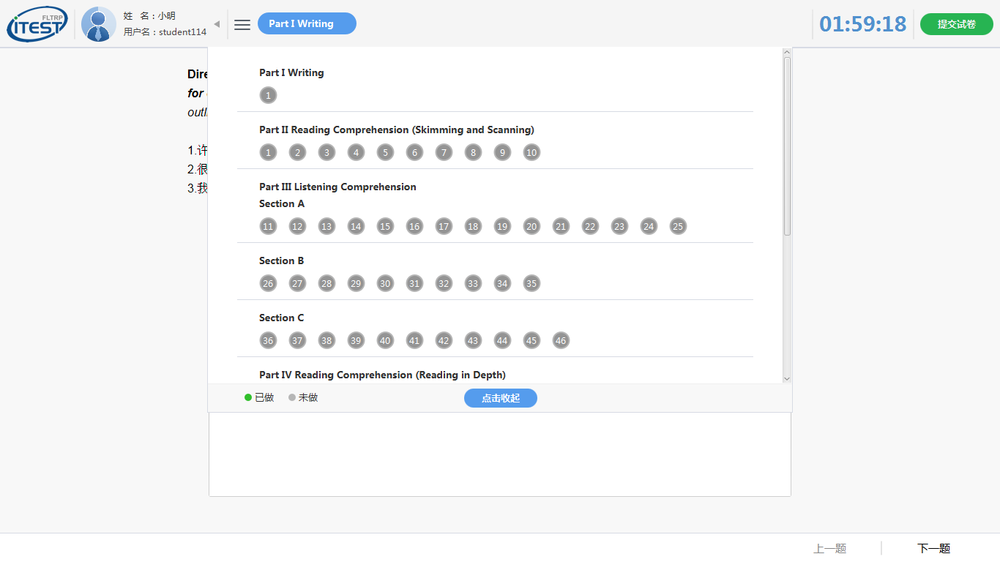 FLTRP
iTEST
姓 名：小明
用户名：student114
Part I Writing
01:59:18
提交试卷
Dire
for
outl
1.许
2.很
3.我
Part I Writing
1
Part II Reading Comprehension (Skimming and Scanning)
1 2 3 4 5 6 7 8 9 10
Part III Listening Comprehension
Section A
11 12 13 14 15 16 17 18 19 20 21 22 23 24 25
Section B
26 27 28 29 30 31 32 33 34 35
Section C
36 37 38 39 40 41 42 43 44 45 46
Part IV Reading Comprehension (Reading in Depth)
已做 未做
点击收起
上一题
下一题